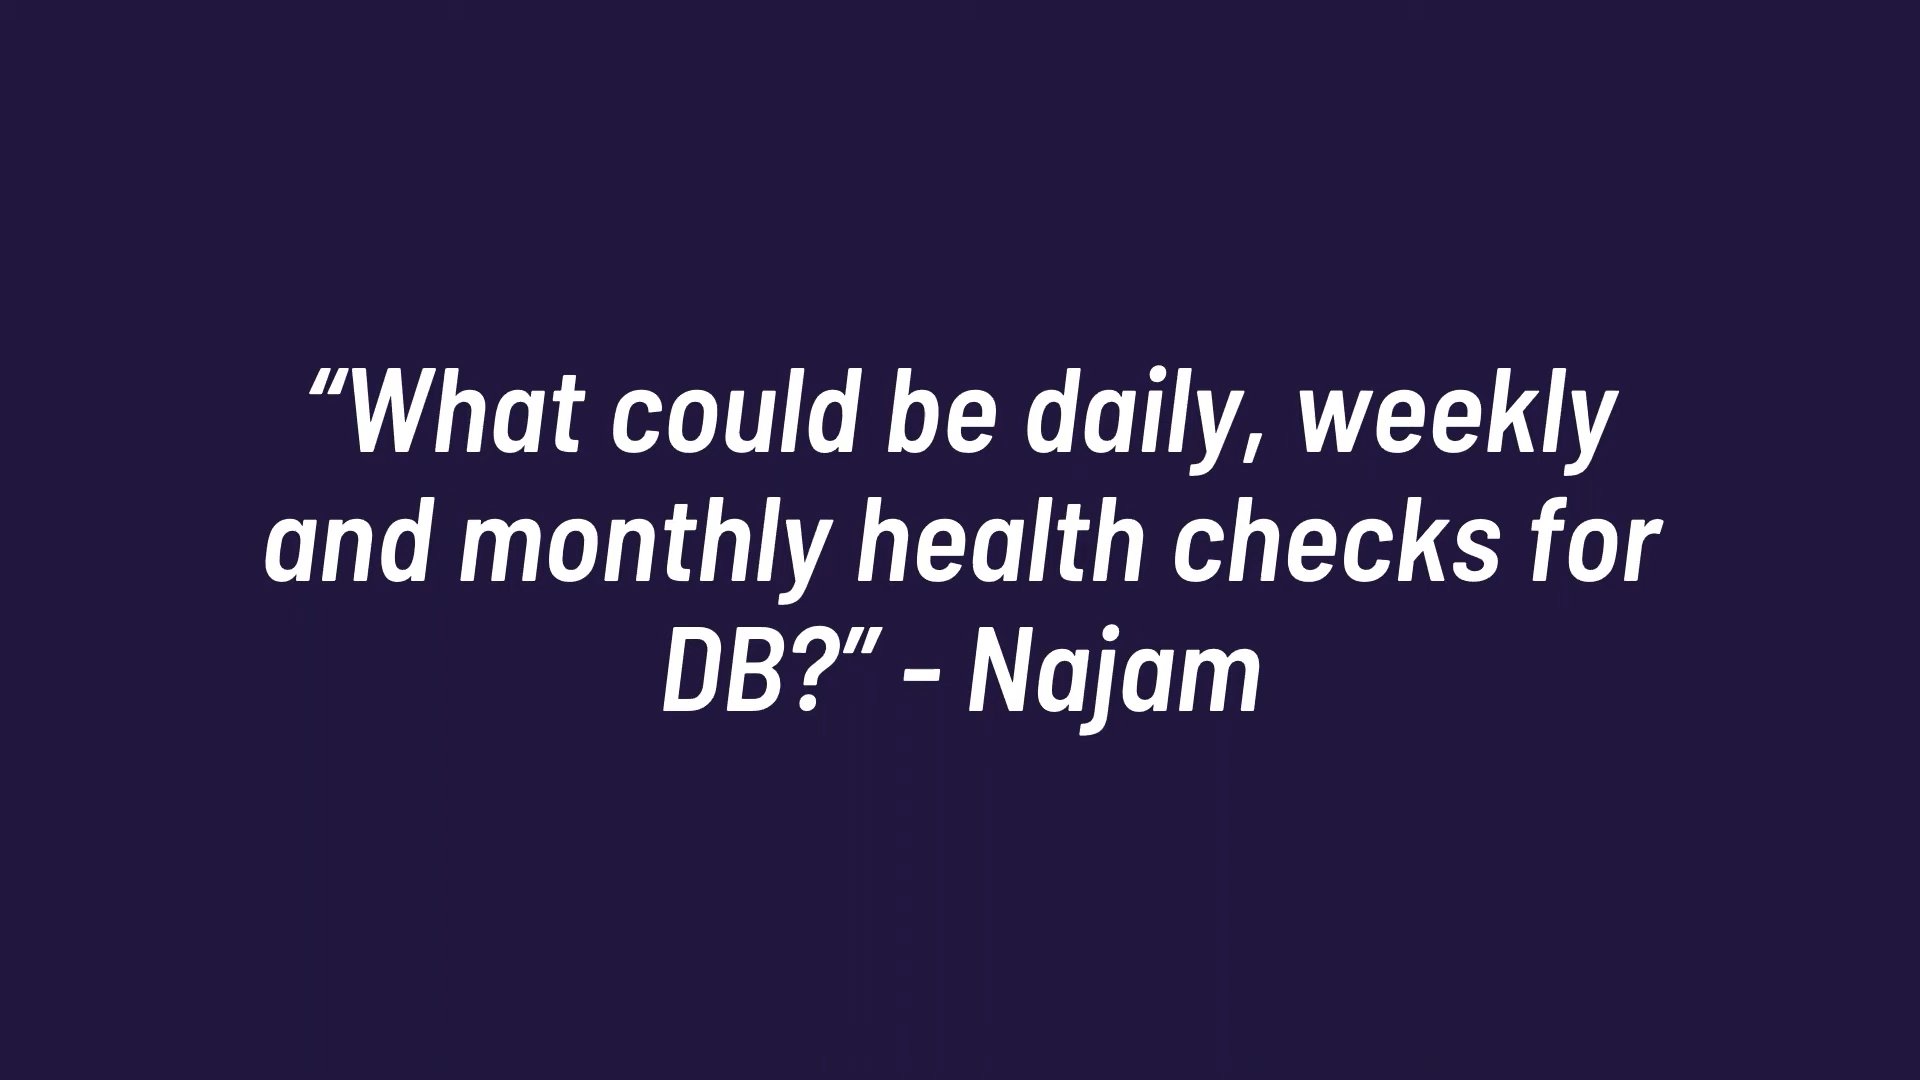 “What could be daily, weekly
and monthly health checks for
DB?” - Najam